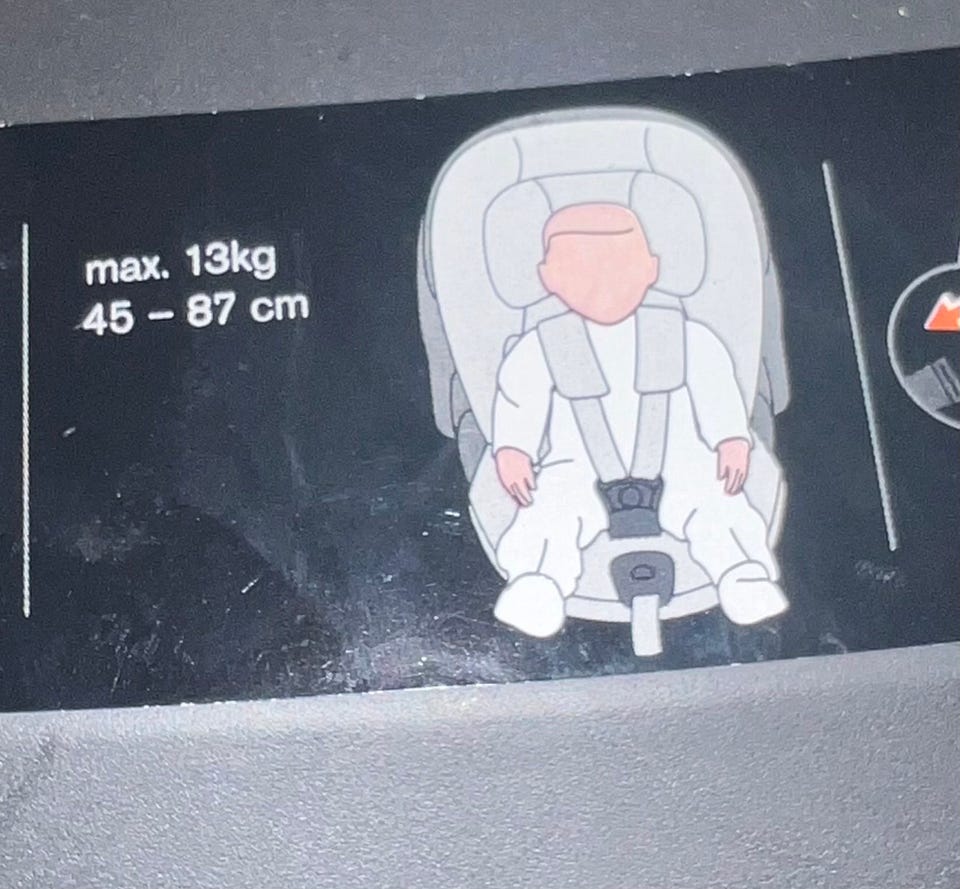 max. 13kg
45 – 87 cm